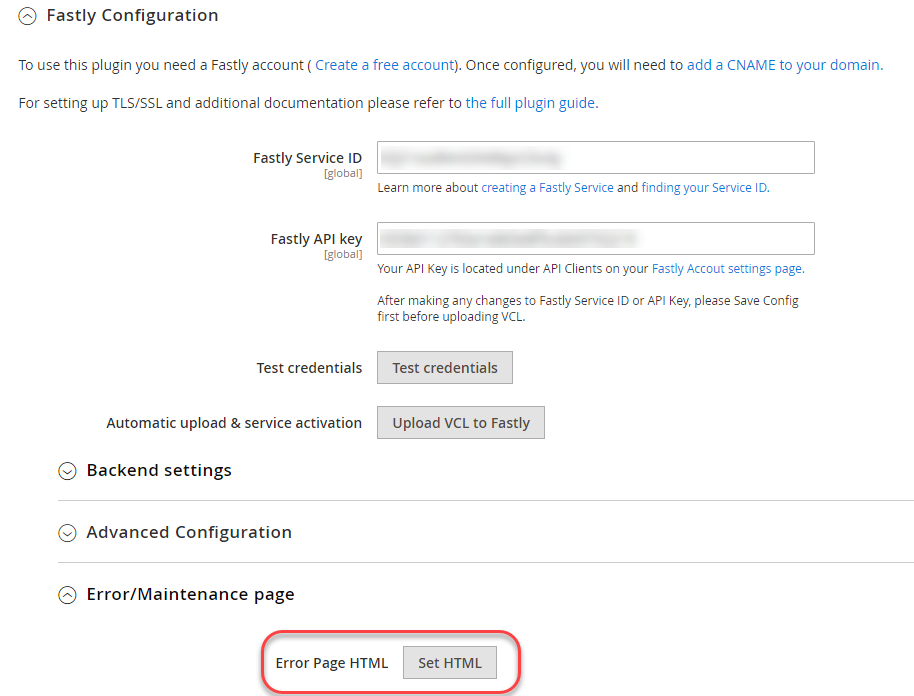 Fastly Configuration
To use this plugin you need a Fastly account ( Create a free account). Once configured, you will need to add a CNAME to your domain.
For setting up TLS/SSL and additional documentation please refer to the full plugin guide.
Fastly Service ID
[global]
Learn more about creating a Fastly Service and finding your Service ID.
Fastly API key
[global]
Your API Key is located under API Clients on your Fastly Accout settings page.
After making any changes to Fastly Service ID or API Key, please Save Config
first before uploading VCL.
Test credentials Test credentials
Automatic upload & service activation Upload VCL to Fastly
Backend settings
Advanced Configuration
Error/Maintenance page
Error Page HTML Set HTML